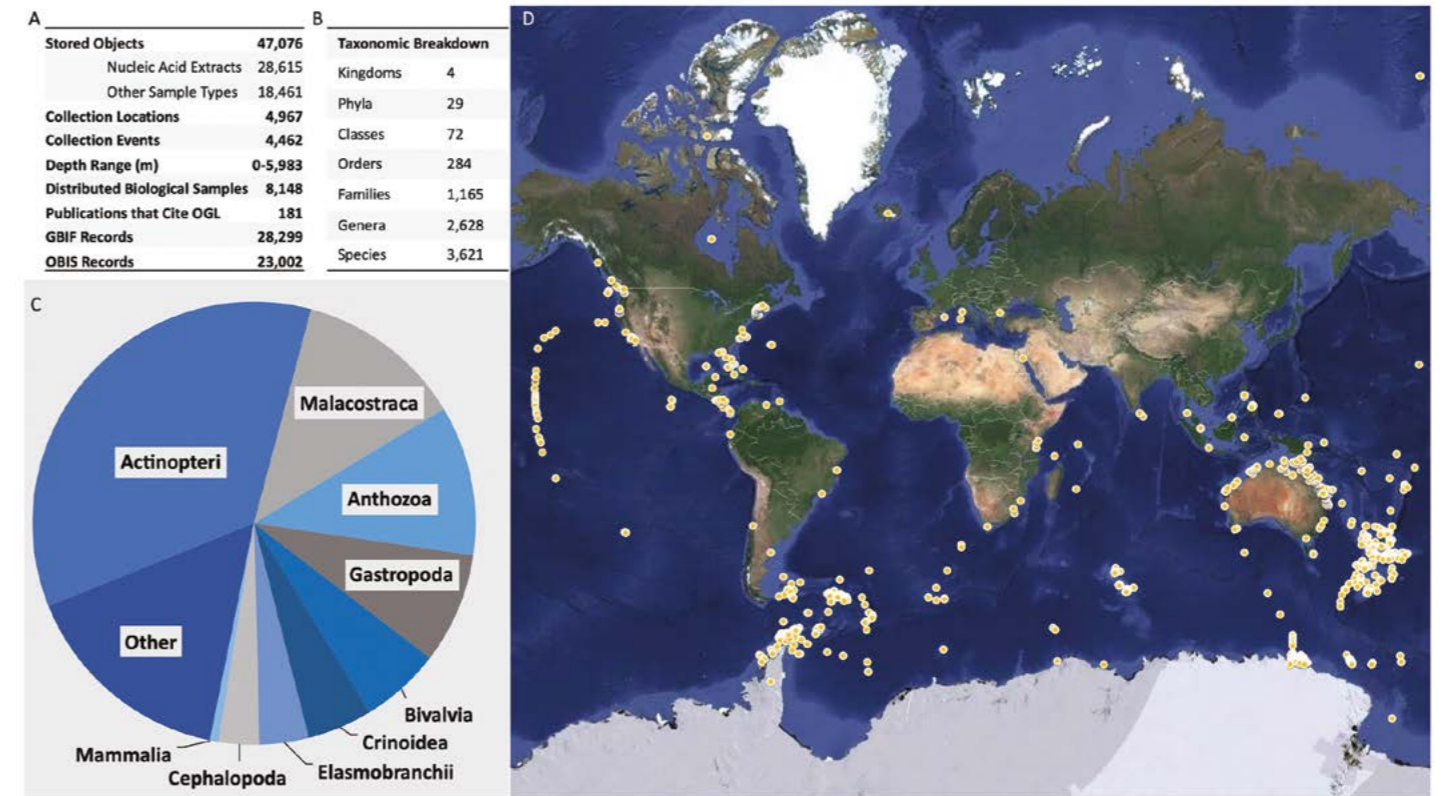 A
Stored Objects 47,076
Nucleic Acid Extracts 28,615
Other Sample Types 18,461
Collection Locations 4,967
Collection Events 4,462
Depth Range (m) 0-5,983
Distributed Biological Samples 8,148
Publications that Cite OGL 181
GBIF Records 28,299
OBIS Records 23,002
B
Taxonomic Breakdown
Kingdoms 4
Phyla 29
Classes 72
Orders 284
Families 1,165
Genera 2,628
Species 3,621
C
Malacostraca
Actinopteri
Anthozoa
Gastropoda
Other
Bivalvia
Crinoidea
Mammalia
Elasmobranchii
Cephalopoda
D